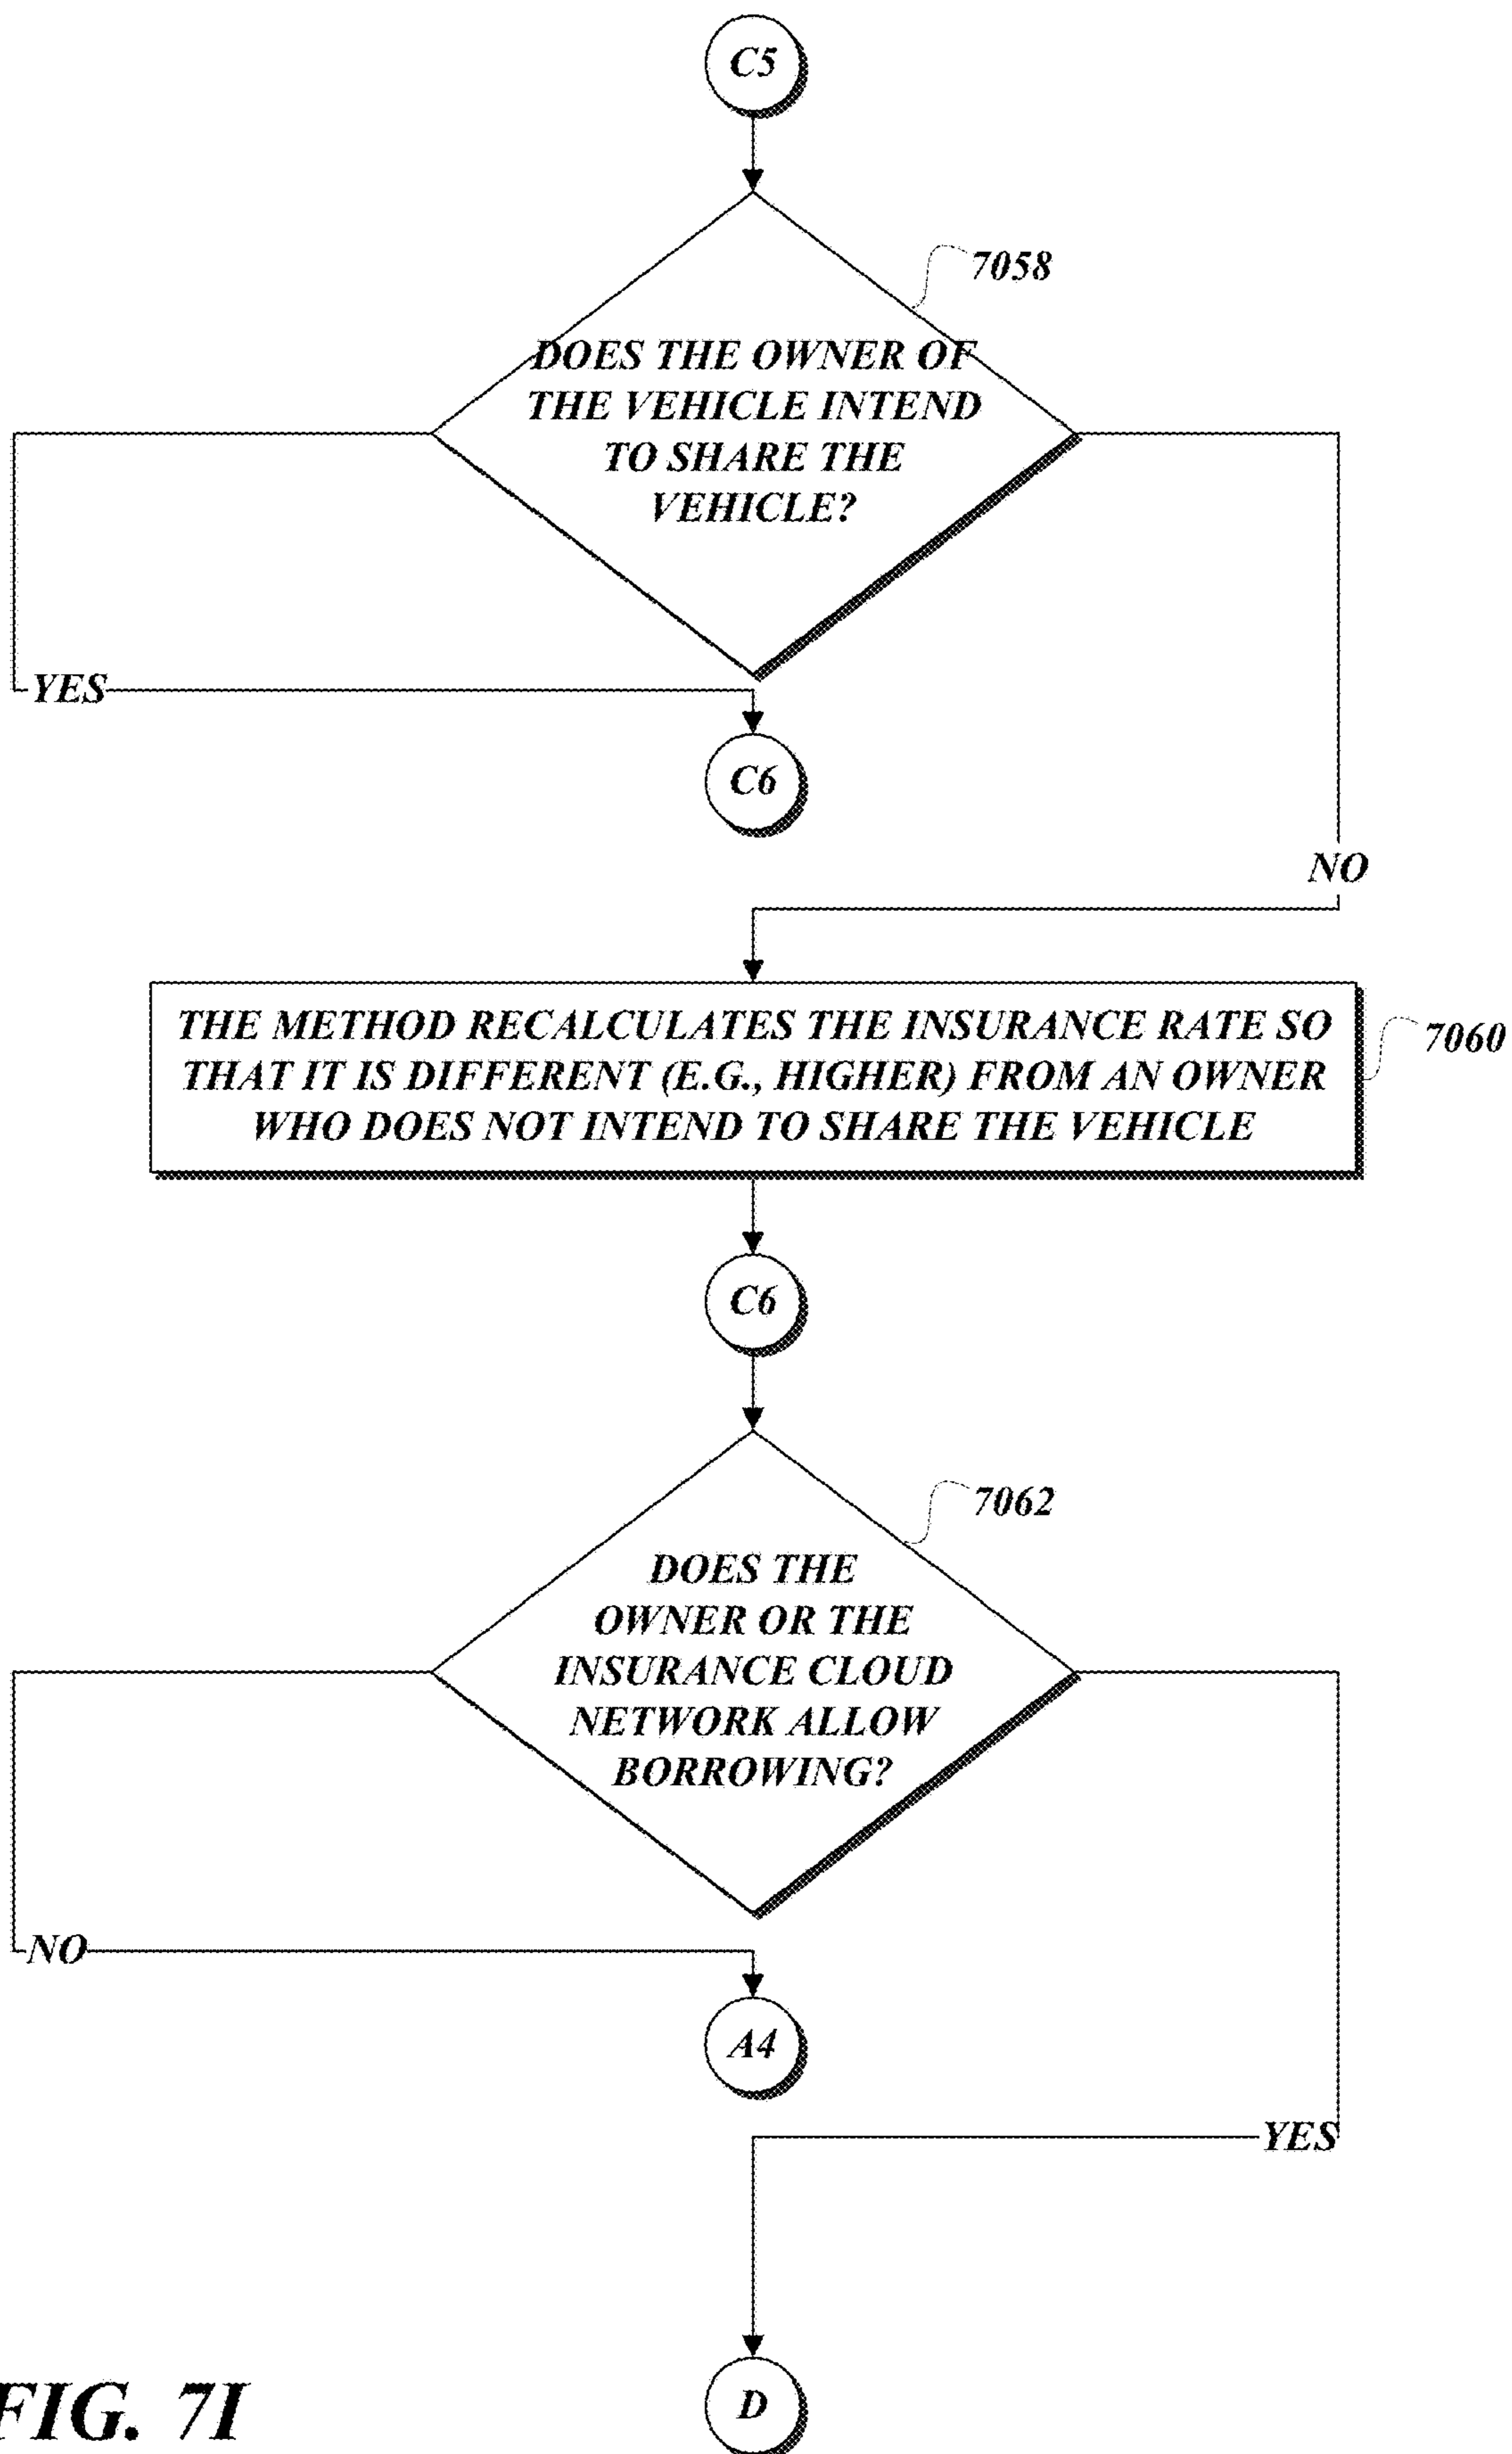 C5
7058
DOES THE OWNER OF
THE VEHICLE INTEND
TO SHARE THE
VEHICLE?
YES
C6
NO
THE METHOD RECALCULATES THE INSURANCE RATE SO
THAT IT IS DIFFERENT (E.G., HIGHER) FROM AN OWNER
WHO DOES NOT INTEND TO SHARE THE VEHICLE
7060
C6
7062
DOES THE
OWNER OR THE
INSURANCE CLOUD
NETWORK ALLOW
BORROWING?
NO
A4
YES
D
FIG. 7I